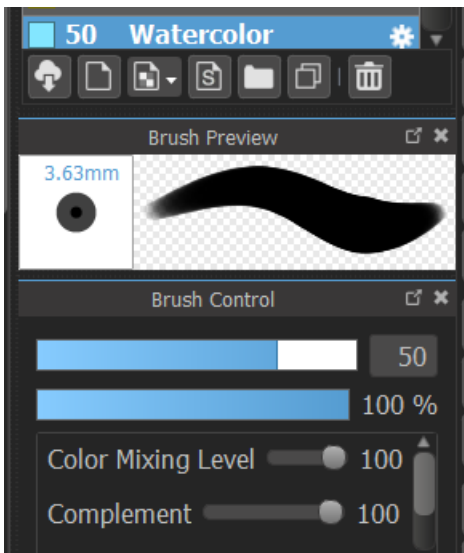 50 Watercolor
S
Brush Preview
3.63mm
Brush Control
50
100 %
Color Mixing Level 100
Complement 100